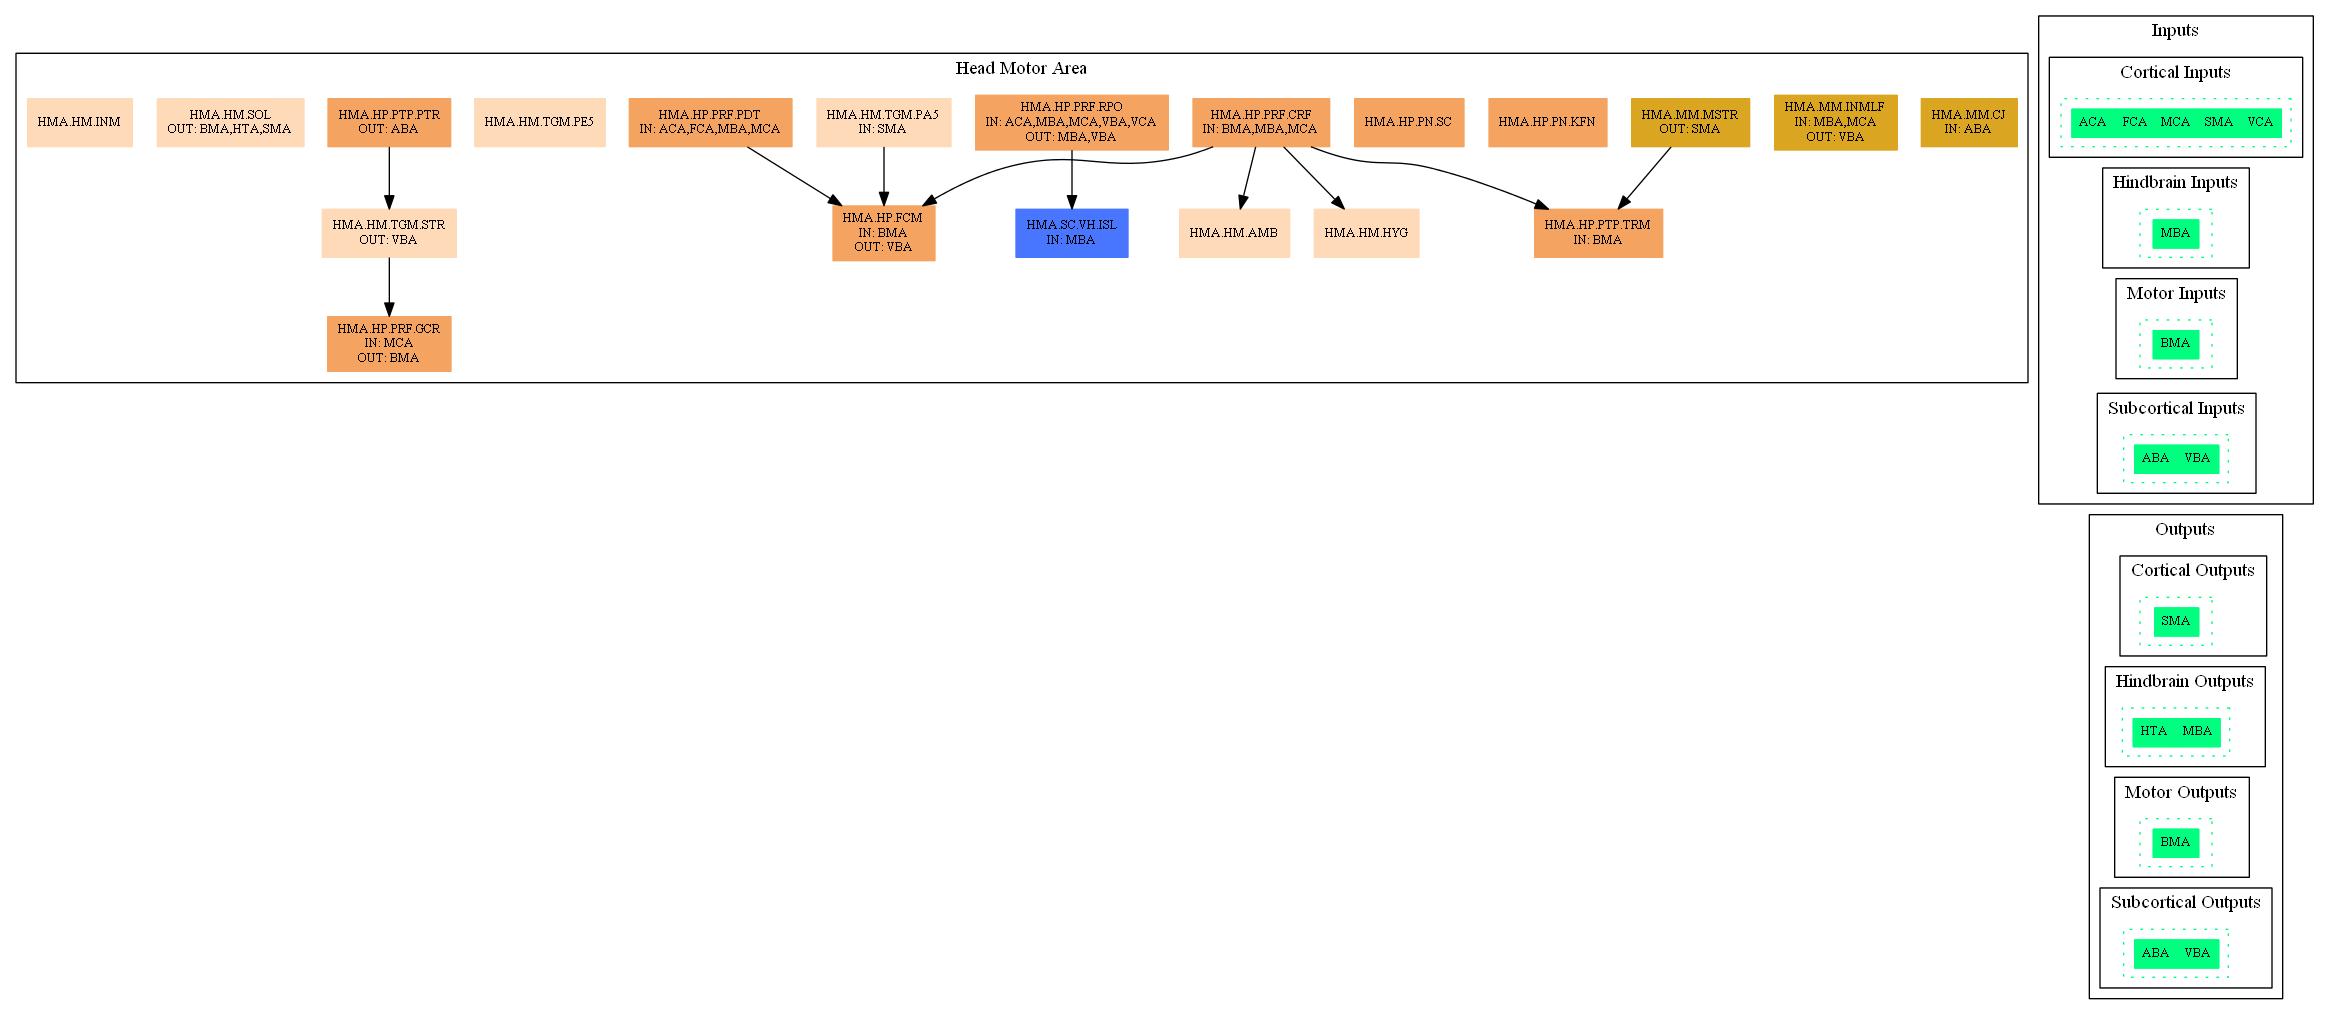 Head Motor Area
HMA.HM.INM
HMA.HM.SOL
OUT: BMA,HTA,SMA
HMA.HP.PTP.PTR
OUT: ABA
HMA.HM.TGM.PE5
HMA.HP.PRF.PDT
IN: ACA,FCA,MBA,MCA
HMA.HM.TGM.PA5
IN: SMA
HMA.HP.PRF.RPO
IN: ACA,MBA,MCA,VBA,VCA
OUT: MBA,VBA
HMA.HP.PRF.CRF
IN: BMA,MBA,MCA
HMA.HP.PN.SC
HMA.HP.PN.KFN
HMA.MM.MSTR
OUT: SMA
HMA.MM.INMLF
IN: MBA,MCA
OUT: VBA
HMA.MM.CJ
IN: ABA
HMA.HM.TGM.STR
OUT: VBA
HMA.HP.FCM
IN: BMA
OUT: VBA
HMA.SC.VH.ISL
IN: MBA
HMA.HM.AMB
HMA.HM.HYG
HMA.HP.PTP.TRM
IN: BMA
HMA.HP.PRF.GCR
IN: MCA
OUT: BMA
Inputs
Cortical Inputs
ACA FCA MCA SMA VCA
Hindbrain Inputs
MBA
Motor Inputs
BMA
Subcortical Inputs
ABA VBA
Outputs
Cortical Outputs
SMA
Hindbrain Outputs
HTA MBA
Motor Outputs
BMA
Subcortical Outputs
ABA VBA